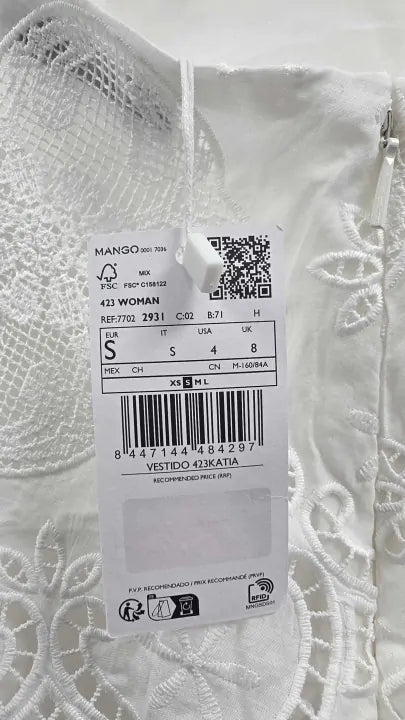 MANGO 0001 7036
MIX
FSC FSC® C158122
423 WOMAN
REF:7702 2931 C:02 B:71 H
EUR IT USA UK
S S 4 8
MEX CH CN M-160/84A
XS S M L
8 447144 484297
VESTIDO 423KATIA
RECOMMENDED PRICE (RRP)
P.V.P. RECOMENDADO / PRIX RECOMMANDÉ (PRVP)
RFID